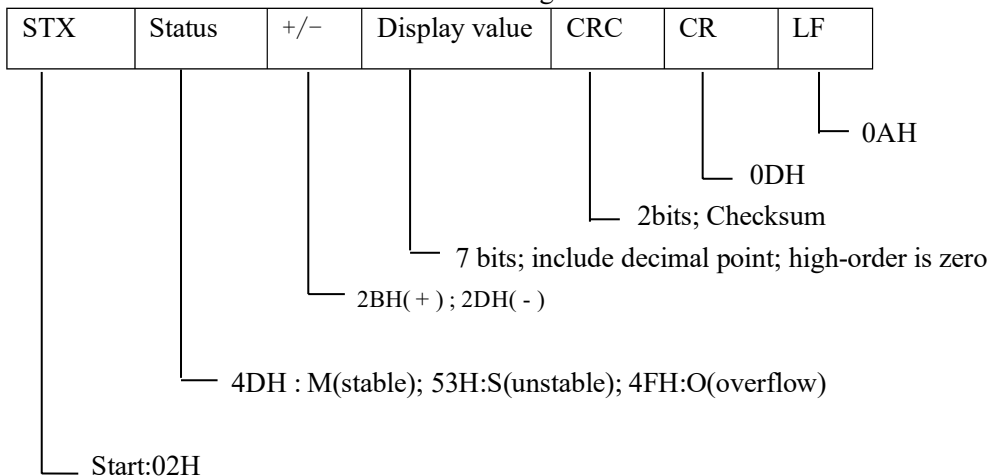 STX Status +/− Display value CRC CR LF
0AH
0DH
2bits; Checksum
7 bits; include decimal point; high-order is zero
2BH( + ) ; 2DH( - )
4DH : M(stable); 53H:S(unstable); 4FH:O(overflow)
Start:02H